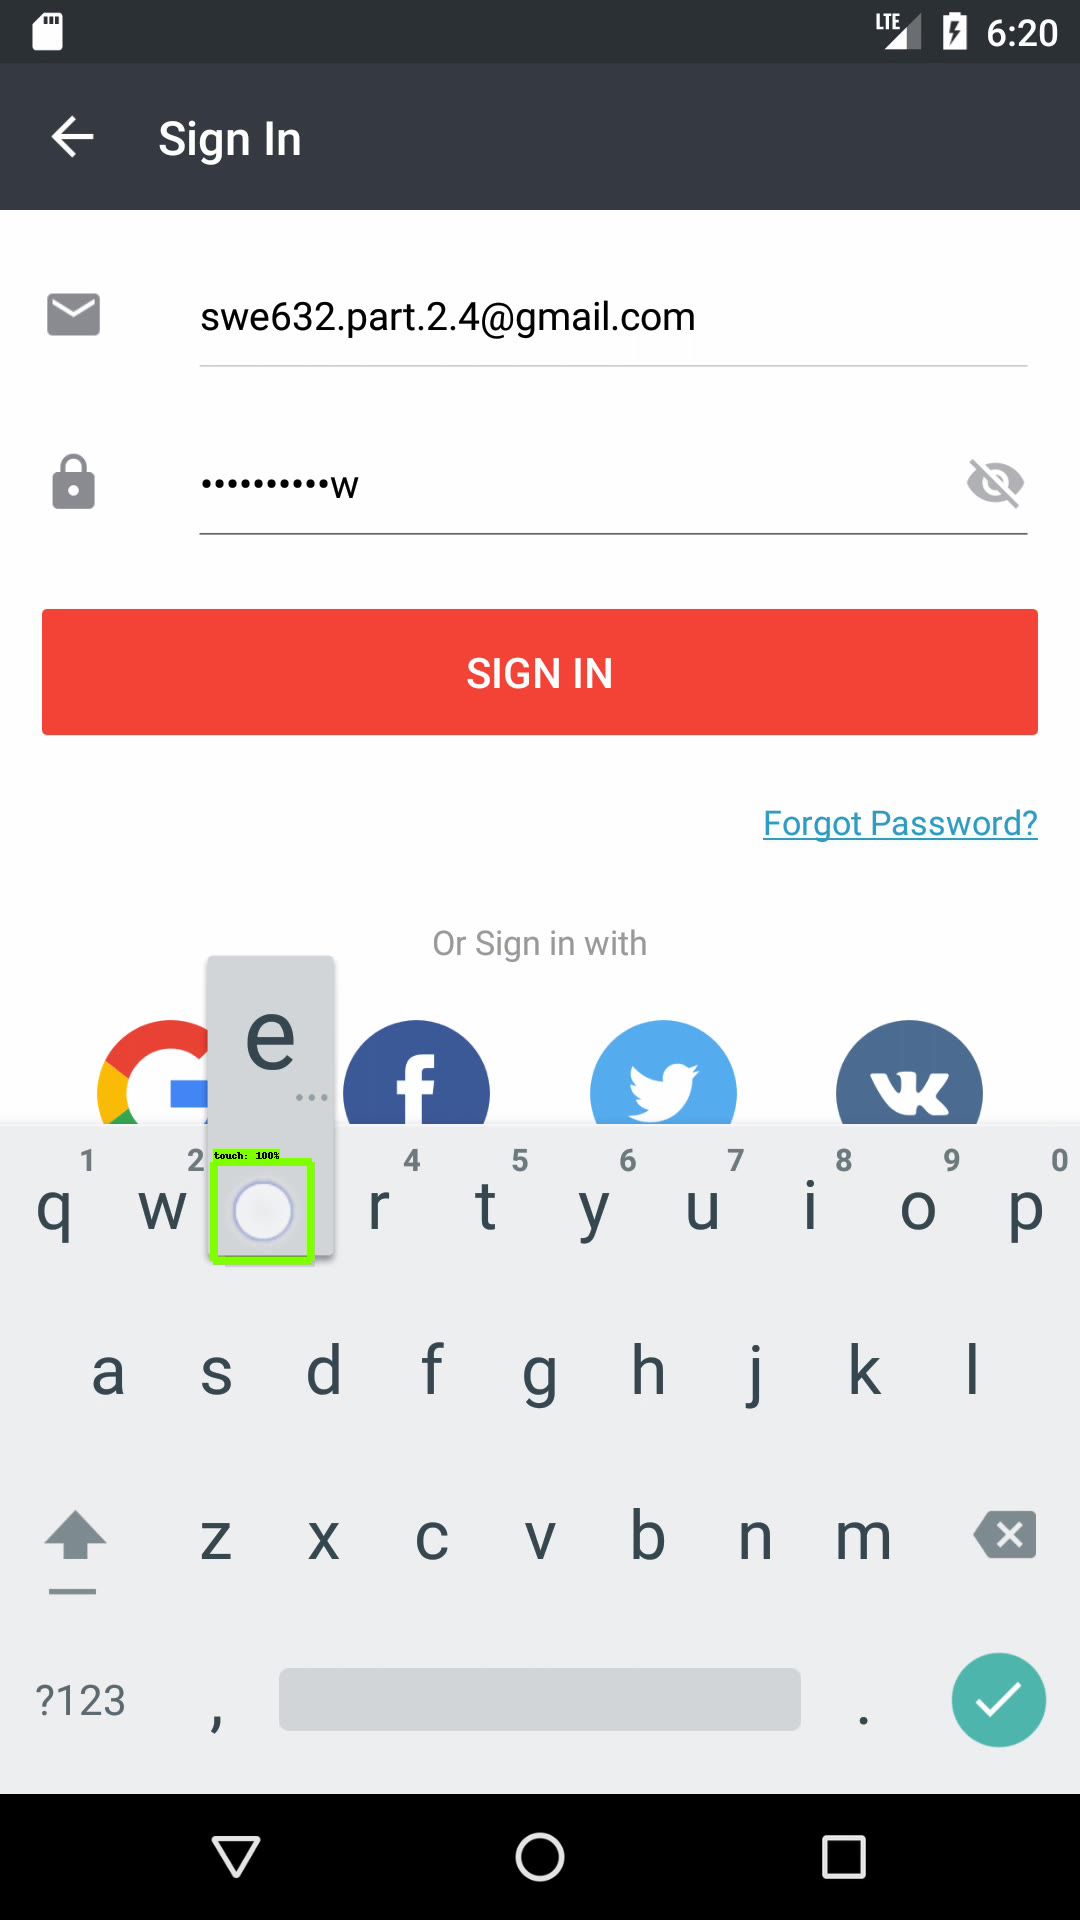 LTE 6:20
Sign In
swe632.part.2.4@gmail.com
••••••••••w
SIGN IN
Forgot Password?
Or Sign in with
e
...
touch: 100%
1 2 4 5 6 7 8 9 0
q w r t y u i o p
a s d f g h j k l
z x c v b n m
?123 , .